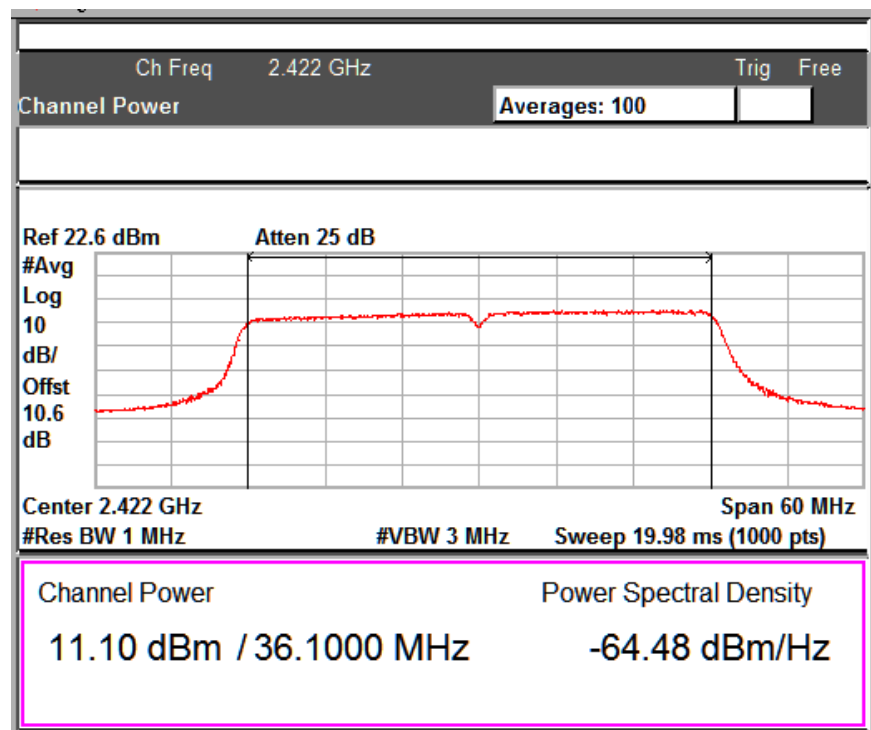 Ch Freq 2.422 GHz Trig Free
Channel Power Averages: 100
Ref 22.6 dBm Atten 25 dB
#Avg
Log
10
dB/
Offst
10.6
dB
Center 2.422 GHz Span 60 MHz
#Res BW 1 MHz #VBW 3 MHz Sweep 19.98 ms (1000 pts)
Channel Power Power Spectral Density
11.10 dBm / 36.1000 MHz -64.48 dBm/Hz